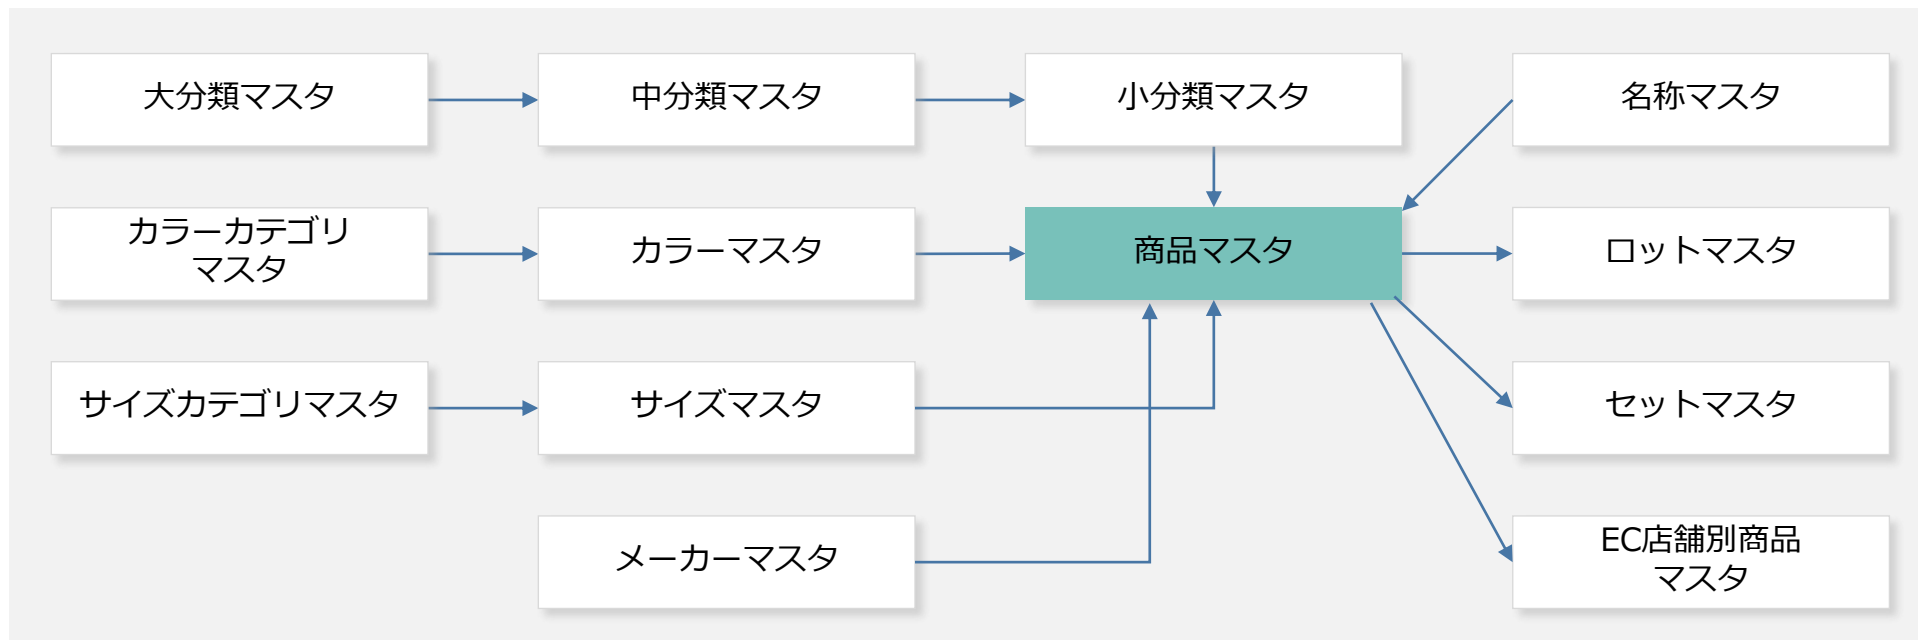 大分類マスタ
中分類マスタ
小分類マスタ
名称マスタ
カラーカテゴリ
マスタ
カラーマスタ
商品マスタ
ロットマスタ
サイズカテゴリマスタ
サイズマスタ
セットマスタ
メーカーマスタ
EC店舗別商品
マスタ